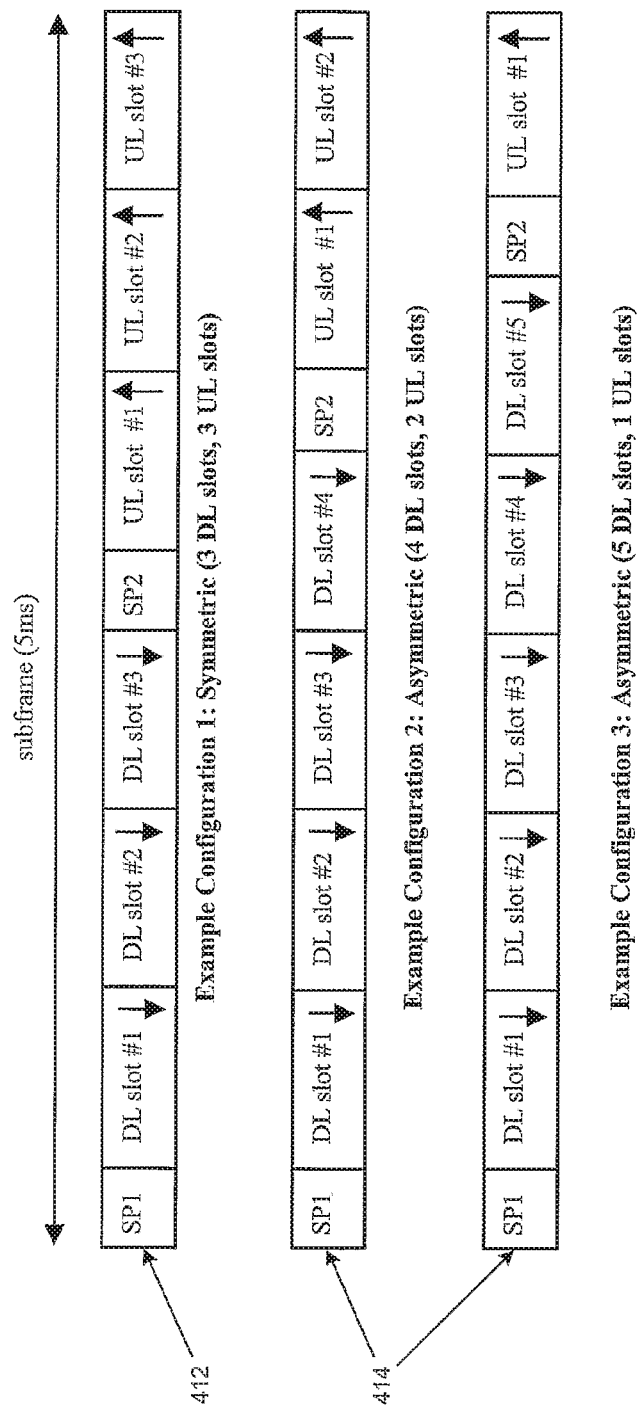 subframe (5ms)
SP1 DL slot #1 DL slot #2 DL slot #3 SP2 UL slot #1 UL slot #2 UL slot #3
Example Configuration 1: Symmetric (3 DL slots, 3 UL slots)
412
SP1 DL slot #1 DL slot #2 DL slot #3 DL slot #4 SP2 UL slot #1 UL slot #2
Example Configuration 2: Asymmetric (4 DL slots, 2 UL slots)
414
SP1 DL slot #1 DL slot #2 DL slot #3 DL slot #4 DL slot #5 SP2 UL slot #1
Example Configuration 3: Asymmetric (5 DL slots, 1 UL slots)